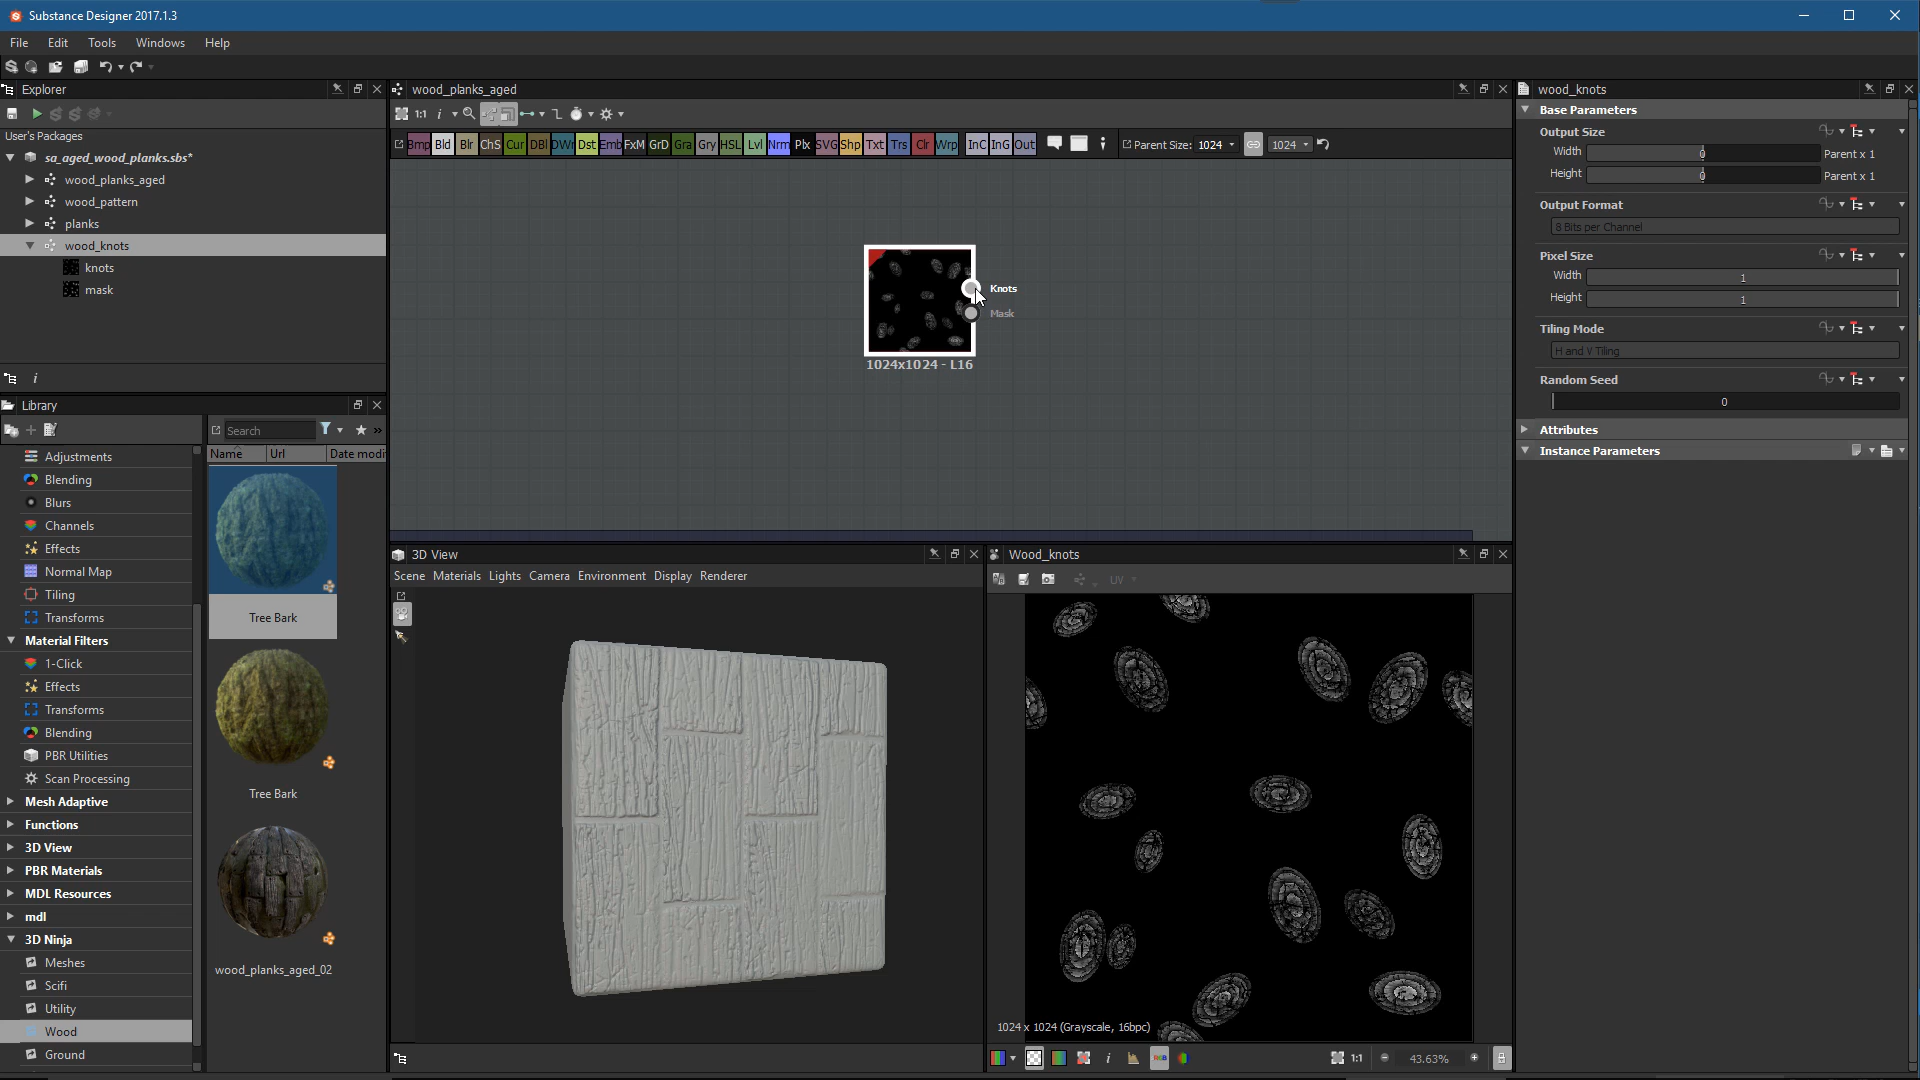 Substance Designer 2017.1.3
File Edit Tools Windows Help
Explorer
User's Packages
sa_aged_wood_planks.sbs*
wood_planks_aged
wood_pattern
planks
wood_knots
knots
mask
Library
Search
Name Url Date modi
Adjustments
Blending
Blurs
Channels
Effects
Normal Map
Tiling
Transforms
Material Filters
1-Click
Effects
Transforms
Blending
PBR Utilities
Scan Processing
Mesh Adaptive
Functions
3D View
PBR Materials
MDL Resources
mdl
3D Ninja
Meshes
Scifi
Utility
Wood
Ground
Tree Bark
Tree Bark
wood_planks_aged_02
wood_planks_aged
1:1
Bmp Bld Blr ChS Cur DBl DWr Dst Emb FxM GrD Gra Gry HSL Lvl Nrm Plx SVG Shp Txt Trs Clr Wrp InC InG Out Parent Size: 1024 1024
Knots
Mask
1024x1024 - L16
3D View
Scene Materials Lights Camera Environment Display Renderer
Wood_knots
UV
1024 x 1024 (Grayscale, 16bpc)
RGB 1:1 43.63%
wood_knots
Base Parameters
Output Size
Width 0 Parent x 1
Height 0 Parent x 1
Output Format
8 Bits per Channel
Pixel Size
Width 1
Height 1
Tiling Mode
H and V Tiling
Random Seed
0
Attributes
Instance Parameters